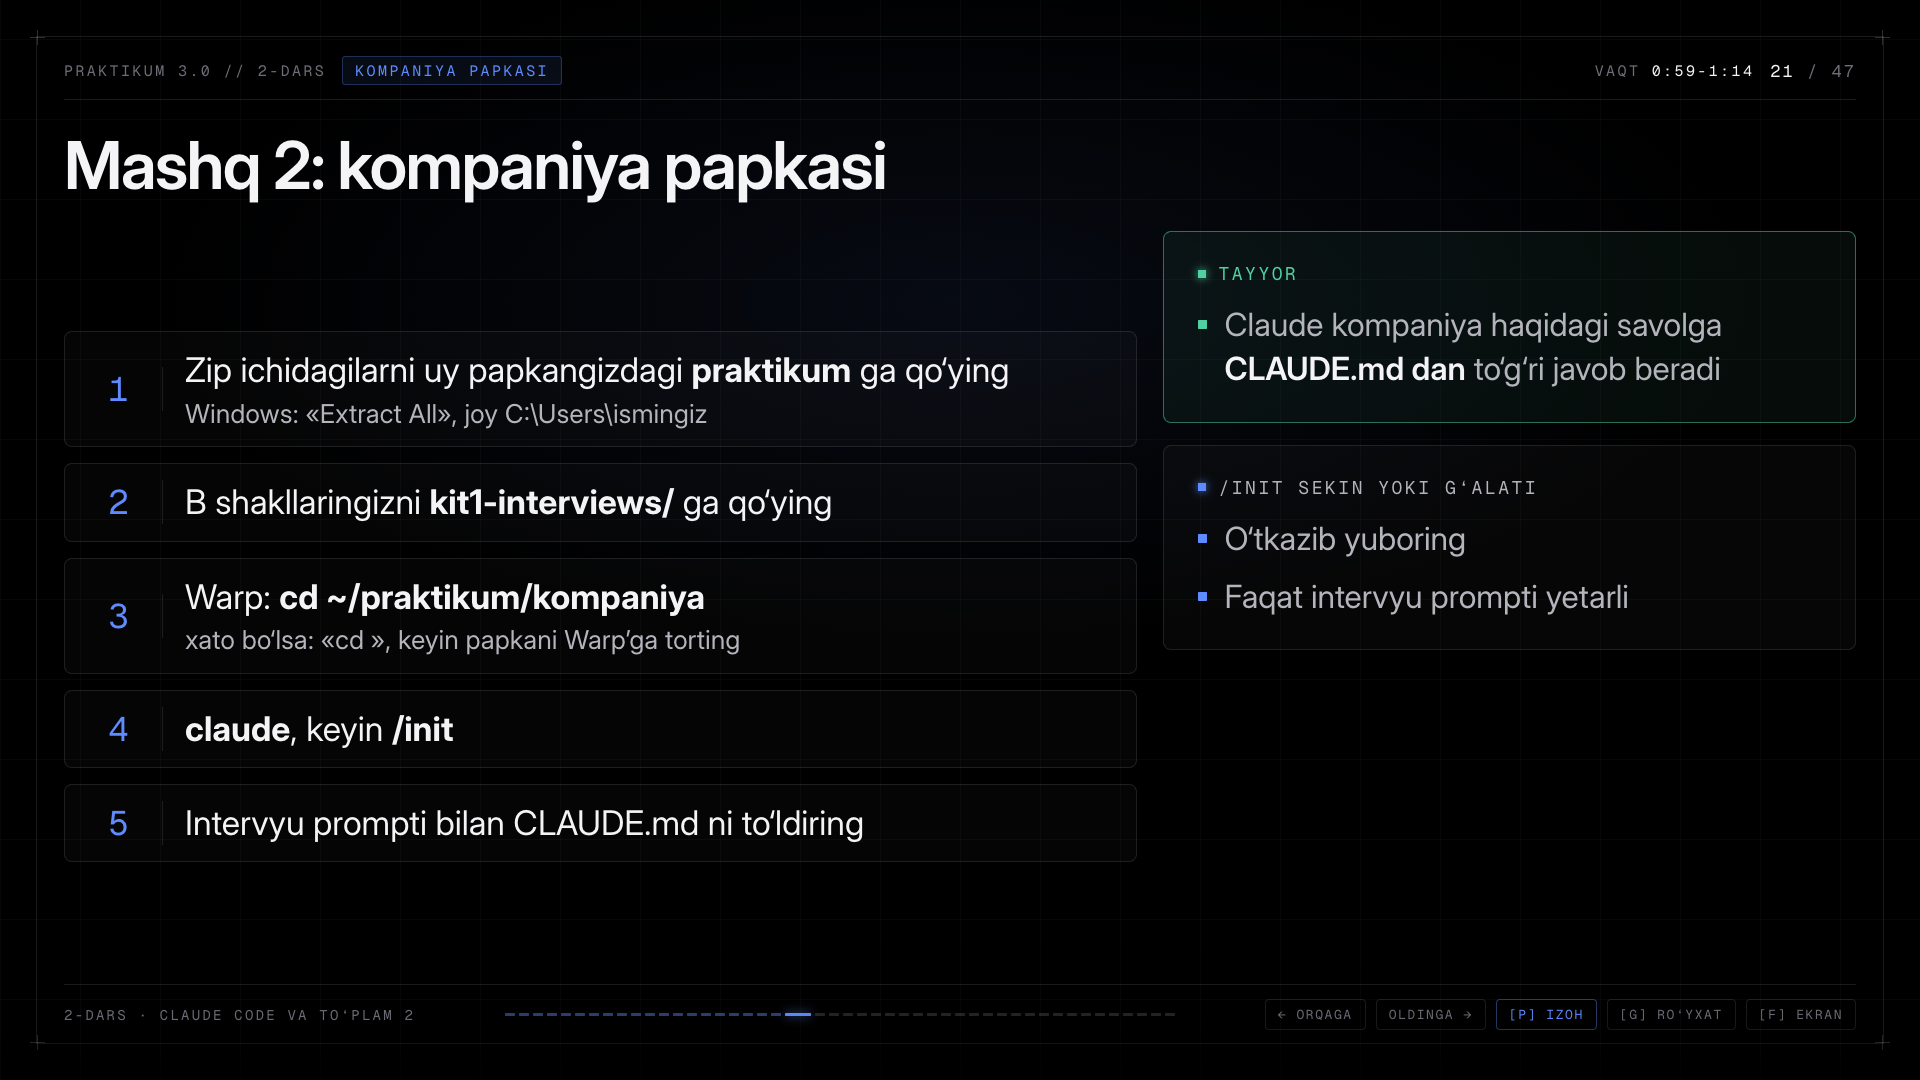 PRAKTIKUM 3.0 // 2-DARS KOMPANIYA PAPKASI
VAQT 0:59-1:14 21 / 47
Mashq 2: kompaniya papkasi
1
Zip ichidagilarni uy papkangizdagi praktikum ga qo‘ying
Windows: «Extract All», joy C:\Users\ismingiz
2
B shakllaringizni kit1-interviews/ ga qo‘ying
3
Warp: cd ~/praktikum/kompaniya
xato bo‘lsa: «cd », keyin papkani Warp’ga torting
4
claude, keyin /init
5
Intervyu prompti bilan CLAUDE.md ni to‘ldiring
TAYYOR
Claude kompaniya haqidagi savolga
CLAUDE.md dan to‘g‘ri javob beradi
/INIT SEKIN YOKI G‘ALATI
O‘tkazib yuboring
Faqat intervyu prompti yetarli
2-DARS · CLAUDE CODE VA TO‘PLAM 2
← ORQAGA
OLDINGA →
[P] IZOH
[G] RO‘YXAT
[F] EKRAN